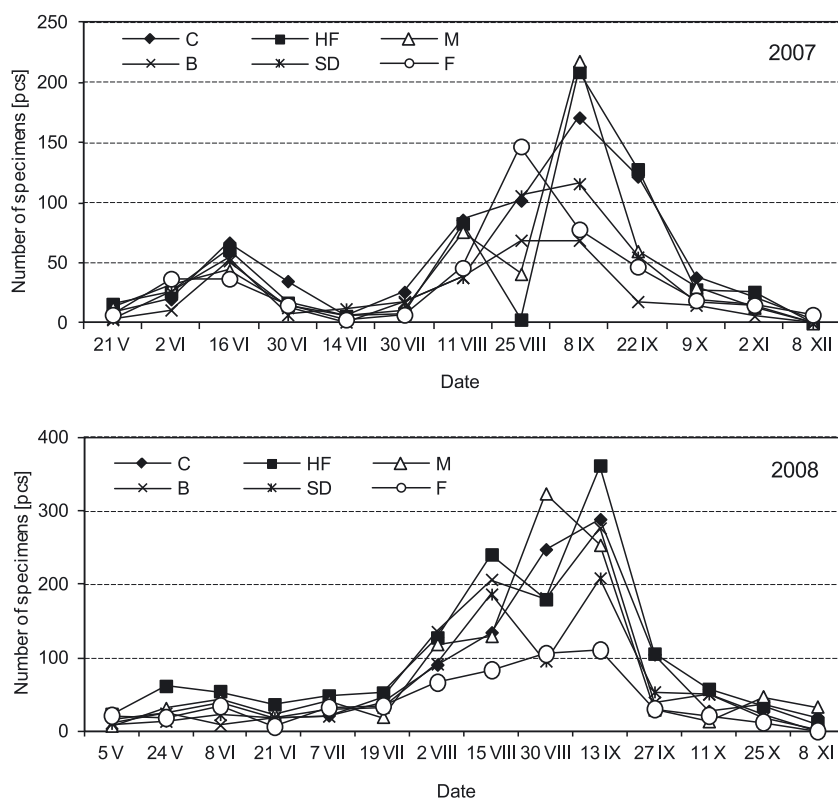 Number of specimens [pcs]
250
200
150
100
50
0
C HF M
B SD F
2007
21 V 2 VI 16 VI 30 VI 14 VII 30 VII 11 VIII 25 VIII 8 IX 22 IX 9 X 2 XI 8 XII
Date
Number of specimens [pcs]
400
300
200
100
0
C HF M
B SD F
2008
5 V 24 V 8 VI 21 VI 7 VII 19 VII 2 VIII 15 VIII 30 VIII 13 IX 27 IX 11 X 25 X 8 XI
Date